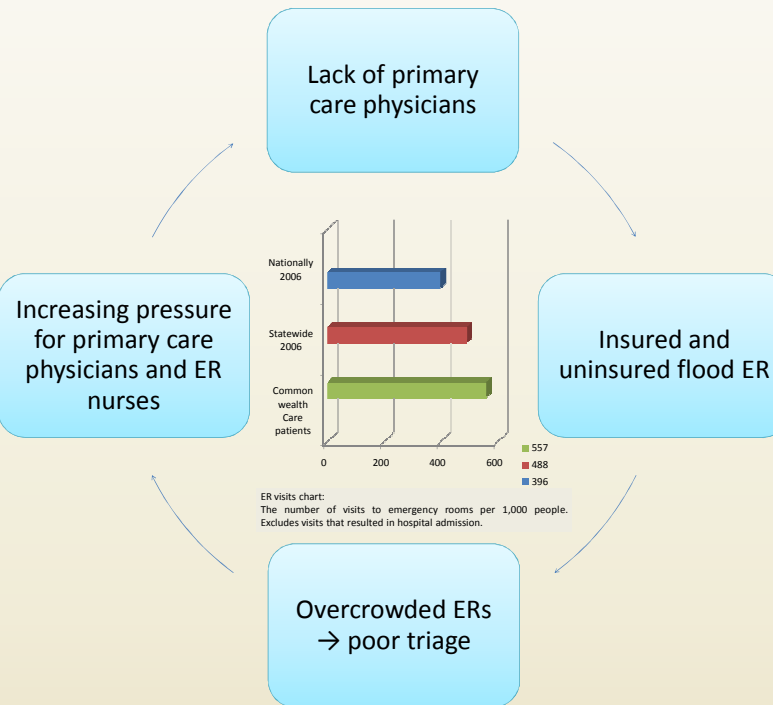 Lack of primary
care physicians
Increasing pressure
for primary care
physicians and ER
nurses
Nationally
2006
Statewide
2006
Common
wealth
Care
patients
0 200 400 600
557
488
396
ER visits chart:
The number of visits to emergency rooms per 1,000 people.
Excludes visits that resulted in hospital admission.
Insured and
uninsured flood ER
Overcrowded ERs
→ poor triage